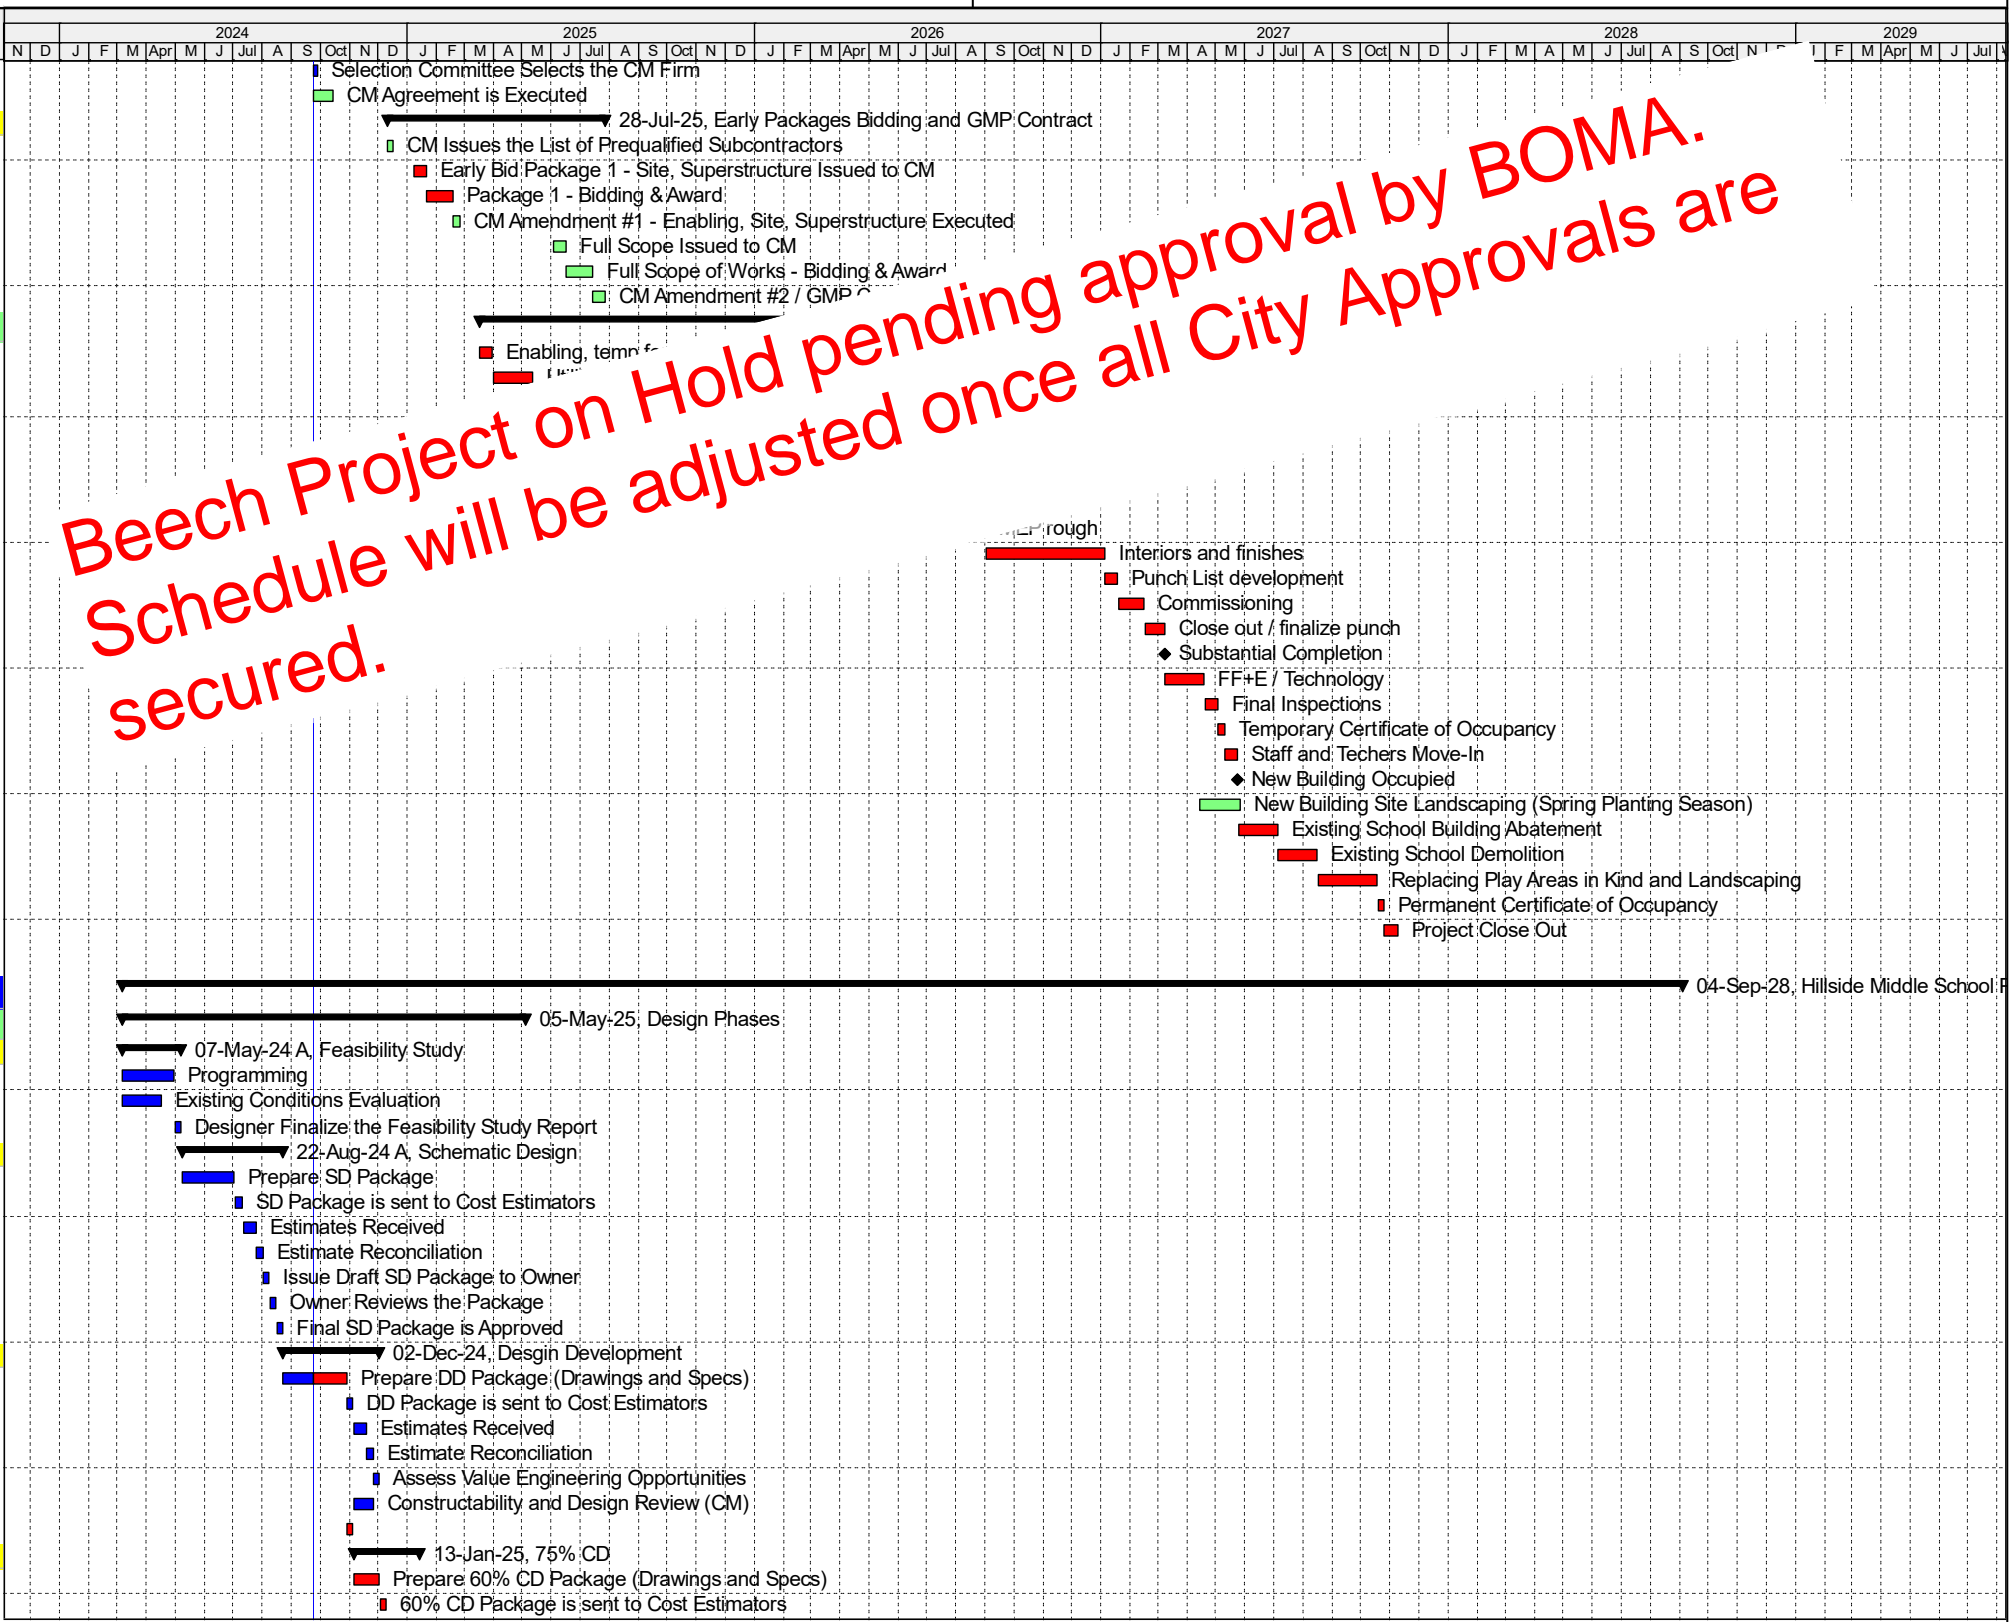 2024 2025 2026 2027 2028 2029
N D J F M Apr M J Jul A S Oct N D J F M A M J Jul A S Oct N D J F M Apr M J Jul A S Oct N D J F M A M J Jul A S Oct N D J F M A M J Jul A S Oct N F M Apr M J Jul
Selection Committee Selects the CM Firm
CM Agreement is Executed
28-Jul-25, Early Packages Bidding and GMP Contract
CM Issues the List of Prequalified Subcontractors
Early Bid Package 1 - Site, Superstructure Issued to CM
Package 1 - Bidding & Award
CM Amendment #1 - Enabling, Site, Superstructure Executed
Full Scope Issued to CM
Full Scope of Works - Bidding & Award
CM Amendment #2 / GMP
Enabling, temp
Beech Project on Hold pending approval by BOMA.
Schedule will be adjusted once all City Approvals are
secured.
rough
Interiors and finishes
Punch List development
Commissioning
Close out / finalize punch
Substantial Completion
FF+E / Technology
Final Inspections
Temporary Certificate of Occupancy
Staff and Techers Move-In
New Building Occupied
New Building Site Landscaping (Spring Planting Season)
Existing School Building Abatement
Existing School Demolition
Replacing Play Areas in Kind and Landscaping
Permanent Certificate of Occupancy
Project Close Out
04-Sep-28, Hillside Middle School
05-May-25, Design Phases
07-May-24 A, Feasibility Study
Programming
Existing Conditions Evaluation
Designer Finalize the Feasibility Study Report
22-Aug-24 A, Schematic Design
Prepare SD Package
SD Package is sent to Cost Estimators
Estimates Received
Estimate Reconciliation
Issue Draft SD Package to Owner
Owner Reviews the Package
Final SD Package is Approved
02-Dec-24, Desgin Development
Prepare DD Package (Drawings and Specs)
DD Package is sent to Cost Estimators
Estimates Received
Estimate Reconciliation
Assess Value Engineering Opportunities
Constructability and Design Review (CM)
13-Jan-25, 75% CD
Prepare 60% CD Package (Drawings and Specs)
60% CD Package is sent to Cost Estimators